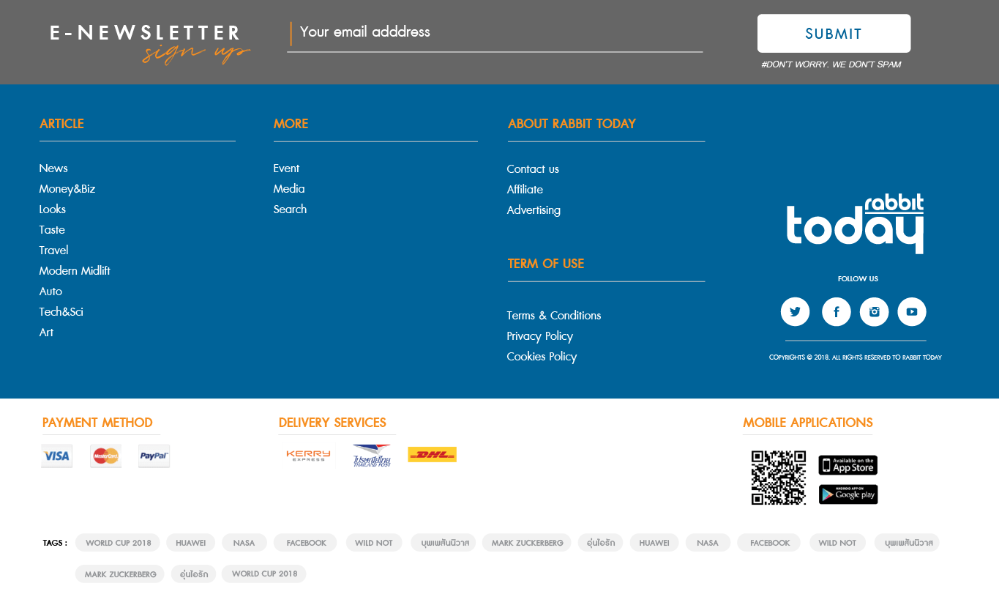 E-NEWSLETTER
sign up
Your email adddress
SUBMIT
#DON'T WORRY. WE DON'T SPAM
ARTICLE
News
Money&Biz
Looks
Taste
Travel
Modern Midlift
Auto
Tech&Sci
Art
MORE
Event
Media
Search
ABOUT RABBIT TODAY
Contact us
Affiliate
Advertising
TERM OF USE
Terms & Conditions
Privacy Policy
Cookies Policy
rabbit
today
FOLLOW US
COPYRIGHTS © 2018. ALL RIGHTS RESERVED TO RABBIT TODAY
PAYMENT METHOD
VISA MasterCard PayPal
DELIVERY SERVICES
KERRY
EXPRESS
ไปรษณีย์ไทย
THAILAND POST
DHL
MOBILE APPLICATIONS
Available on the
App Store
ANDROID APP ON
Google play
TAGS : WORLD CUP 2018 HUAWEI NASA FACEBOOK WILD NOT บุพเพสันนิวาส MARK ZUCKERBERG อุ่นไอรัก HUAWEI NASA FACEBOOK WILD NOT บุพเพสันนิวาส
MARK ZUCKERBERG อุ่นไอรัก WORLD CUP 2018